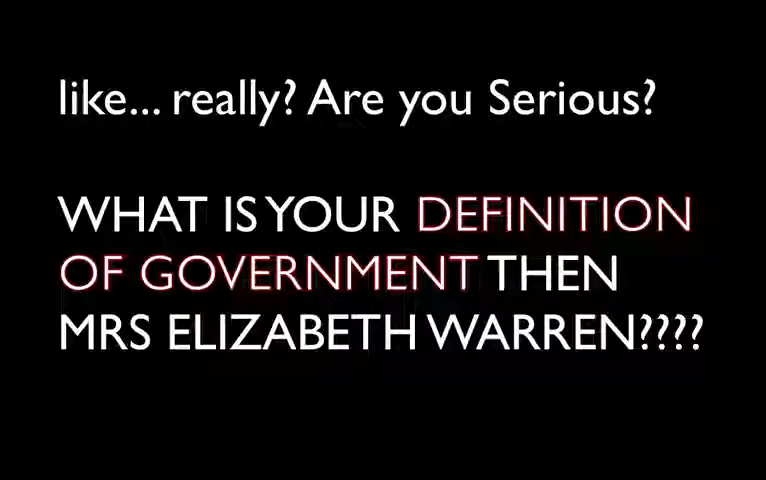 like... really? Are you Serious?
WHAT IS YOUR DEFINITION
OF GOVERNMENT THEN
MRS ELIZABETH WARREN????